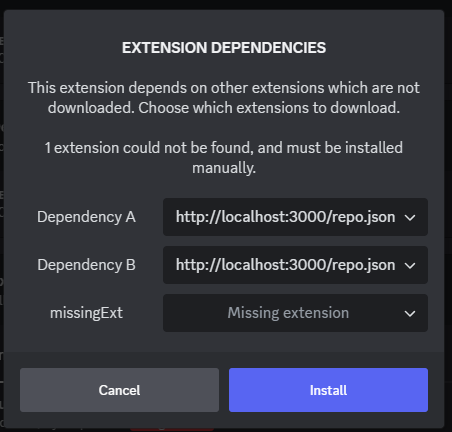 EXTENSION DEPENDENCIES
This extension depends on other extensions which are not
downloaded. Choose which extensions to download.
1 extension could not be found, and must be installed
manually.
Dependency A http://localhost:3000/repo.json
Dependency B http://localhost:3000/repo.json
missingExt Missing extension
Cancel Install